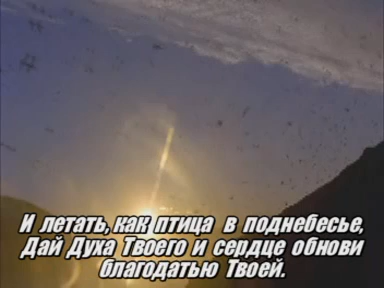 И летать, как птица в поднебесье,
Дай Духа Твоего и сердце обнови
благодатью Твоей.